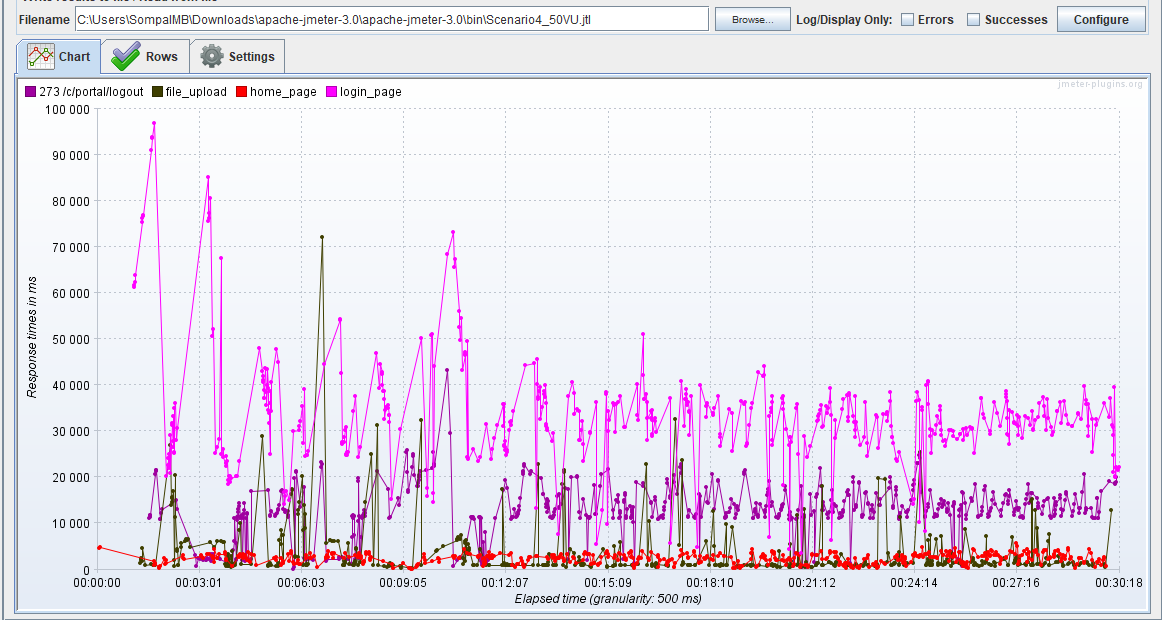 Filename C:\Users\SompalMB\Downloads\apache-jmeter-3.0\apache-jmeter-3.0\bin\Scenario4_50VU.jtl Browse... Log/Display Only: Errors Successes Configure
Chart Rows Settings
jmeter-plugins.org
273 /c/portal/logout file_upload home_page login_page
100 000
90 000
80 000
70 000
60 000
50 000
40 000
30 000
20 000
10 000
0
Response times in ms
00:00:00 00:03:01 00:06:03 00:09:05 00:12:07 00:15:09 00:18:10 00:21:12 00:24:14 00:27:16 00:30:18
Elapsed time (granularity: 500 ms)